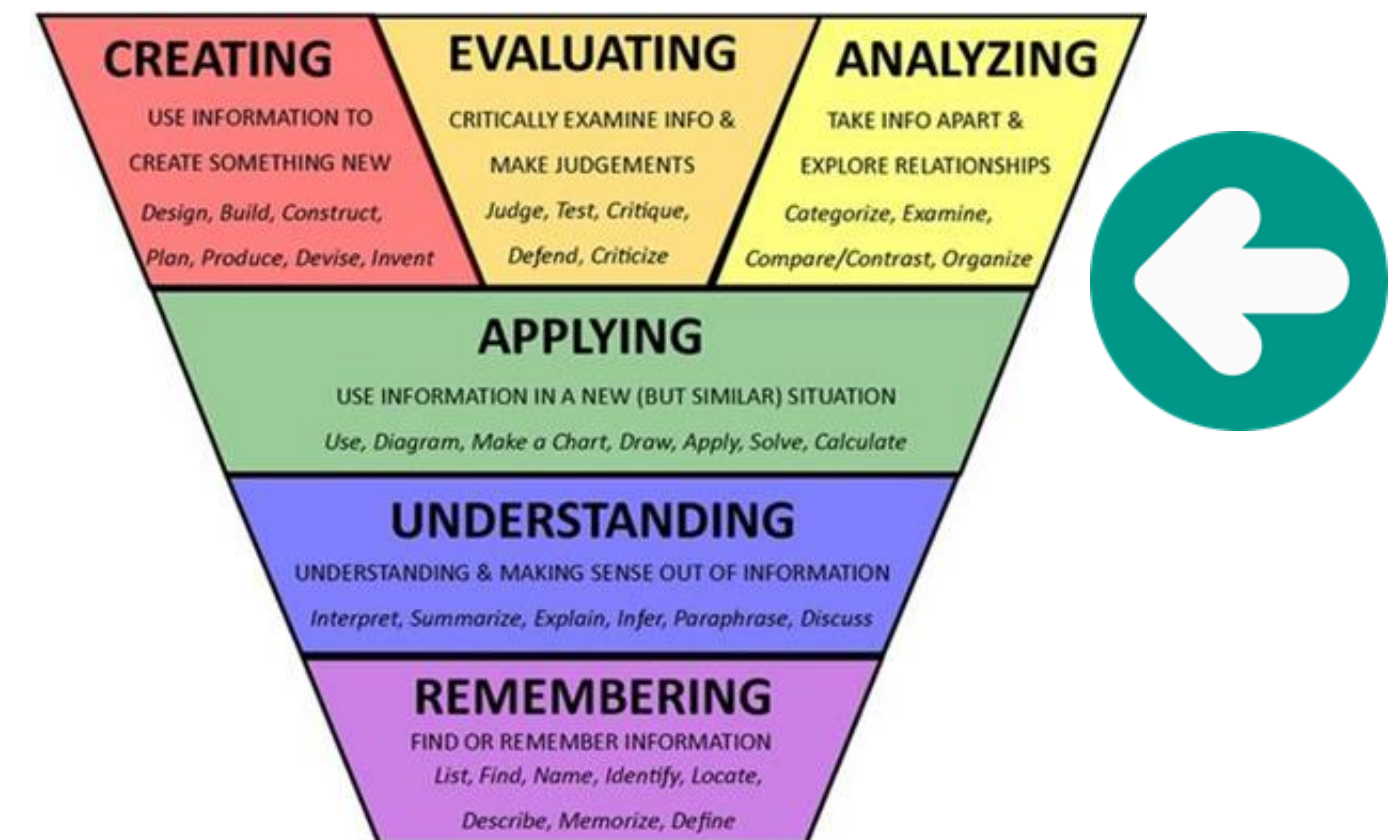 CREATING
USE INFORMATION TO
CREATE SOMETHING NEW
Design, Build, Construct,
Plan, Produce, Devise, Invent
EVALUATING
CRITICALLY EXAMINE INFO &
MAKE JUDGEMENTS
Judge, Test, Critique,
Defend, Criticize
ANALYZING
TAKE INFO APART &
EXPLORE RELATIONSHIPS
Categorize, Examine,
Compare/Contrast, Organize
APPLYING
USE INFORMATION IN A NEW (BUT SIMILAR) SITUATION
Use, Diagram, Make a Chart, Draw, Apply, Solve, Calculate
UNDERSTANDING
UNDERSTANDING & MAKING SENSE OUT OF INFORMATION
Interpret, Summarize, Explain, Infer, Paraphrase, Discuss
REMEMBERING
FIND OR REMEMBER INFORMATION
List, Find, Name, Identify, Locate,
Describe, Memorize, Define